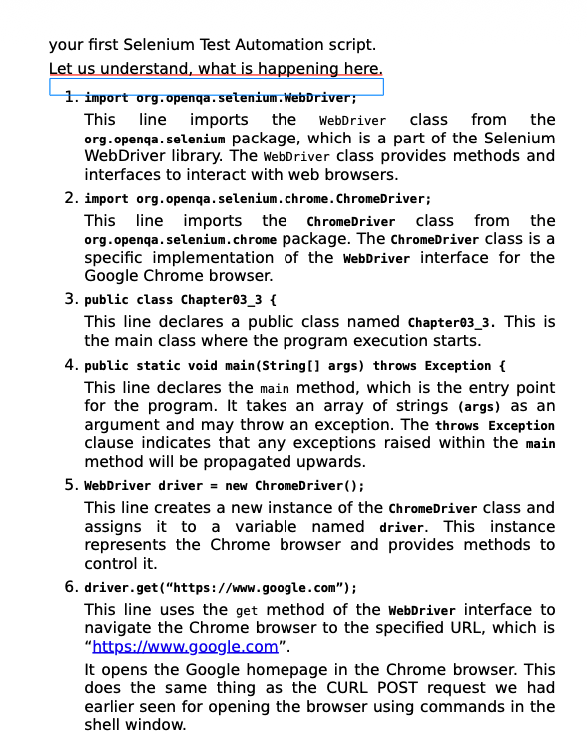 your first Selenium Test Automation script.
Let us understand, what is happening here.
1. import org.openqa.selenium.WebDriver;
This line imports the WebDriver class from the
org.openqa.selenium package, which is a part of the Selenium
WebDriver library. The WebDriver class provides methods and
interfaces to interact with web browsers.
2. import org.openqa.selenium.chrome.ChromeDriver;
This line imports the ChromeDriver class from the
org.openqa.selenium.chrome package. The ChromeDriver class is a
specific implementation of the WebDriver interface for the
Google Chrome browser.
3. public class Chapter03_3 {
This line declares a public class named Chapter03_3. This is
the main class where the program execution starts.
4. public static void main(String[] args) throws Exception {
This line declares the main method, which is the entry point
for the program. It takes an array of strings (args) as an
argument and may throw an exception. The throws Exception
clause indicates that any exceptions raised within the main
method will be propagated upwards.
5. WebDriver driver = new ChromeDriver();
This line creates a new instance of the ChromeDriver class and
assigns it to a variable named driver. This instance
represents the Chrome browser and provides methods to
control it.
6. driver.get(“https://www.google.com”);
This line uses the get method of the WebDriver interface to
navigate the Chrome browser to the specified URL, which is
“https://www.google.com”.
It opens the Google homepage in the Chrome browser. This
does the same thing as the CURL POST request we had
earlier seen for opening the browser using commands in the
shell window.